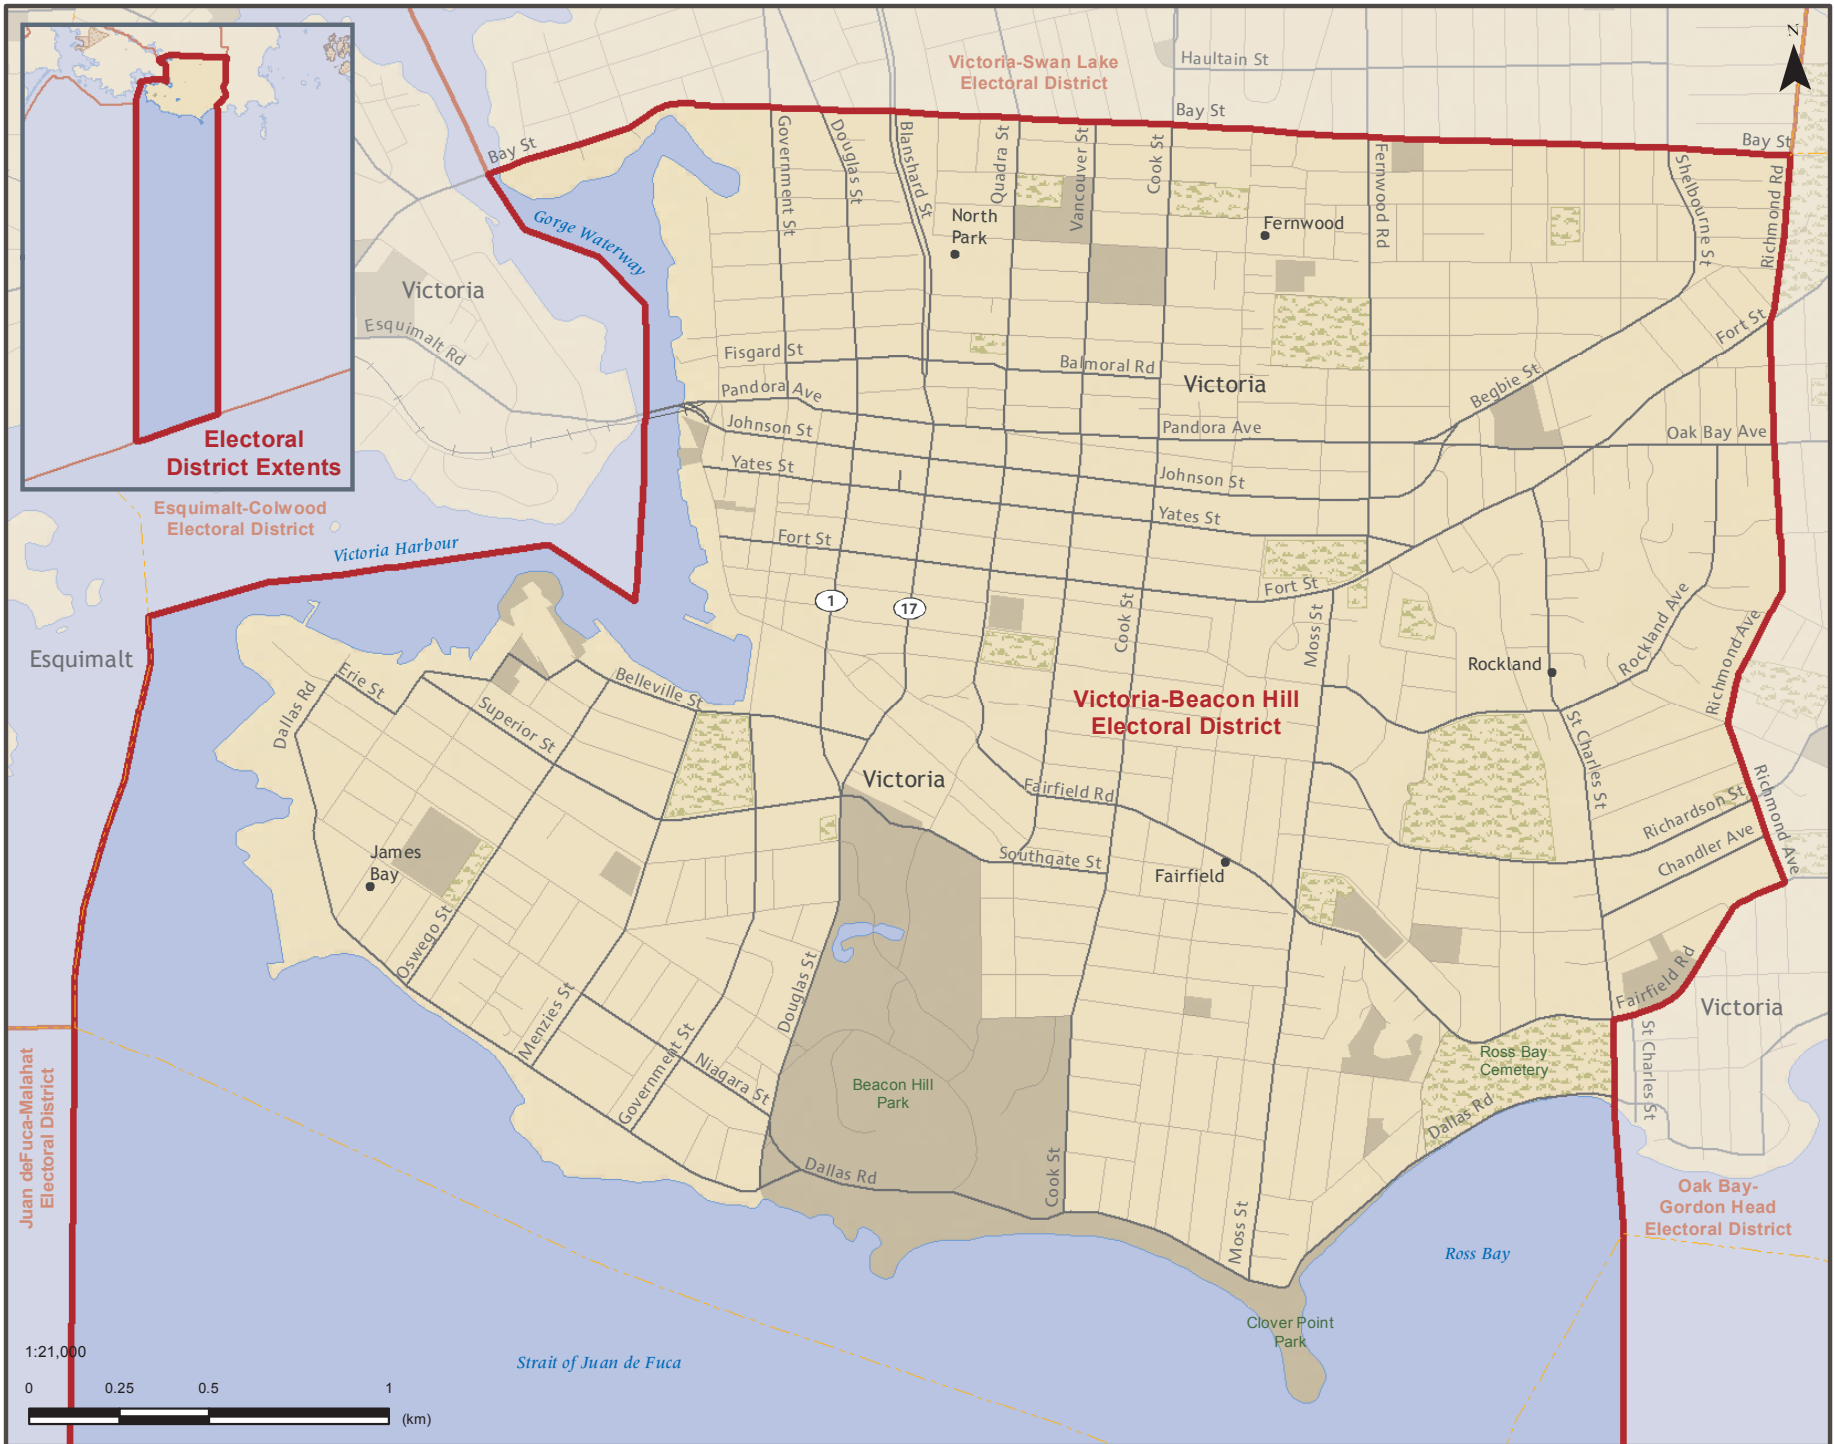 N
Victoria-Swan Lake
Electoral District
Haultain St
Bay St
Bay St
Bay St
Government St
Douglas St
Blanshard St
Quadra St
Vancouver St
Cook St
Fernwood Rd
Shelbourne St
Richmond Rd
North
Park
Fernwood
Gorge Waterway
Victoria
Esquimalt Rd
Fisgard St
Balmoral Rd
Victoria
Fort St
Begbie St
Pandora Ave
Johnson St
Pandora Ave
Oak Bay Ave
Electoral
District Extents
Yates St
Johnson St
Esquimalt-Colwood
Electoral District
Yates St
Victoria Harbour
Fort St
Fort St
1
17
Cook St
Moss St
Rockland Ave
Richmond Ave
Esquimalt
Rockland
Erie St
Dallas Rd
Belleville St
Superior St
Victoria-Beacon Hill
Electoral District
St Charles St
Victoria
Fairfield Rd
Richardson St
Richmond Ave
Chandler Ave
James
Bay
Southgate St
Fairfield
Oswego St
Douglas St
Menzies St
Government St
Niagara St
Fairfield Rd
Victoria
St Charles St
Ross Bay
Cemetery
Dallas Rd
Beacon Hill
Park
Juan deFuca-Malahat
Electoral District
Dallas Rd
Cook St
Moss St
Oak Bay-
Gordon Head
Electoral District
Ross Bay
Clover Point
Park
Strait of Juan de Fuca
1:21,000
0 0.25 0.5 1
(km)